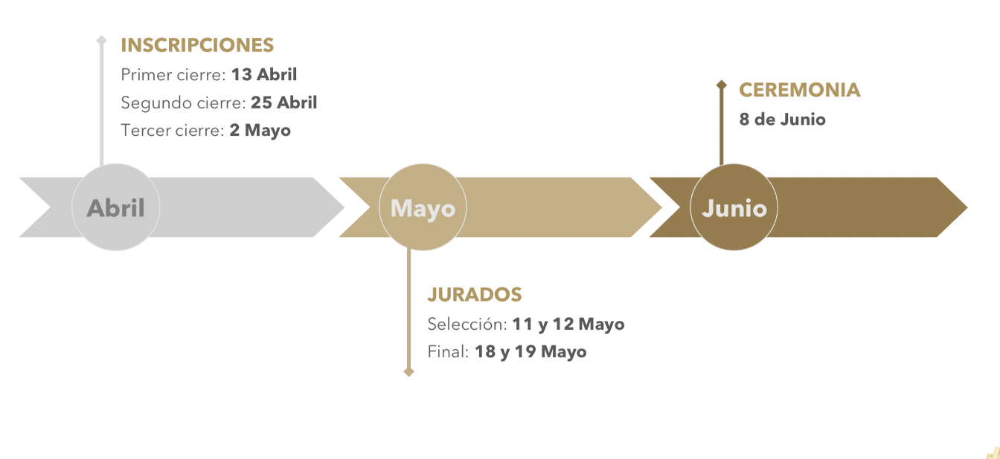 INSCRIPCIONES
Primer cierre: 13 Abril
Segundo cierre: 25 Abril
Tercer cierre: 2 Mayo
CEREMONIA
8 de Junio
Abril
Mayo
Junio
JURADOS
Selección: 11 y 12 Mayo
Final: 18 y 19 Mayo